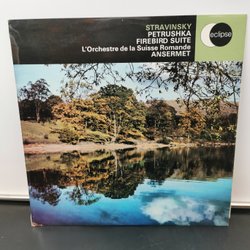 STRAVINSKY
PETRUSHKA
FIREBIRD SUITE
L'Orchestre de la Suisse Romande
ANSERMET
eclipse